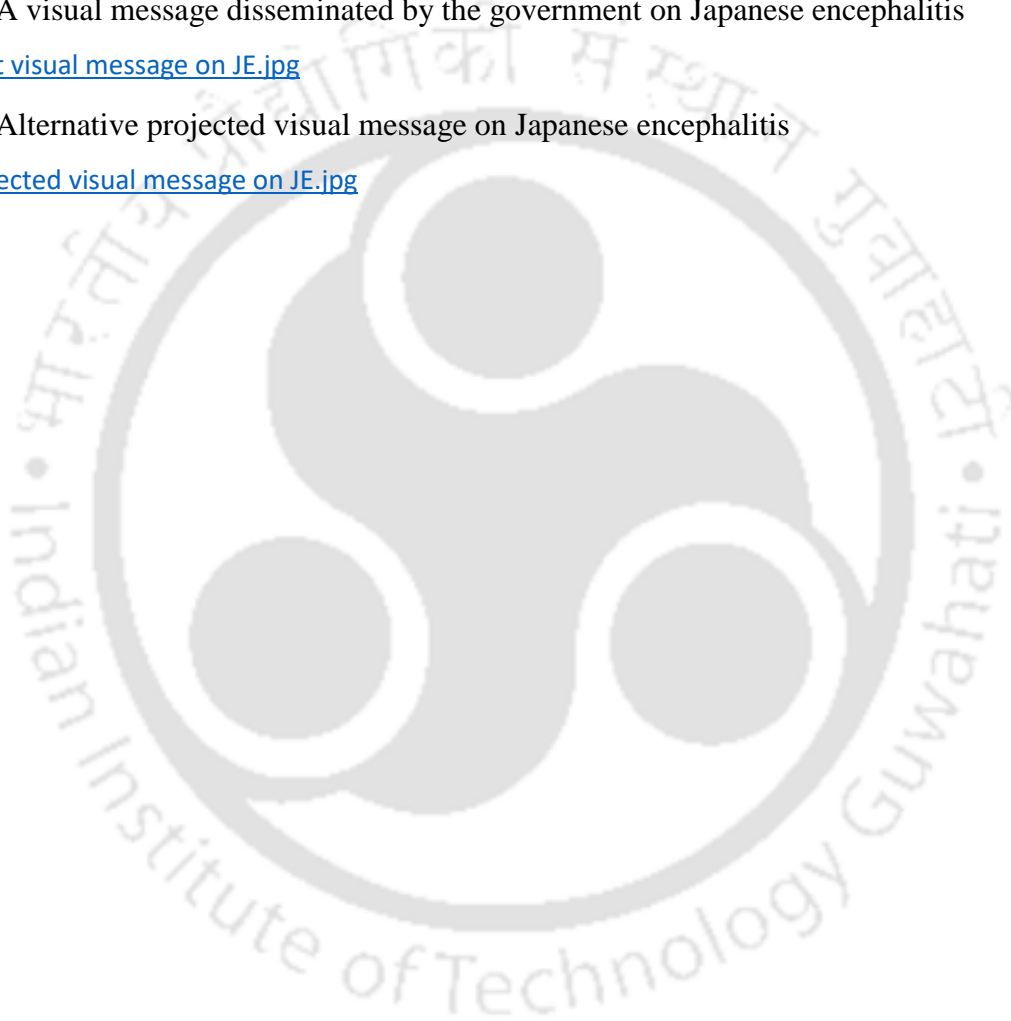 A visual message disseminated by the government on Japanese encephalitis
t visual message on JE.jpg
Alternative projected visual message on Japanese encephalitis
ected visual message on JE.jpg
भारतीय प्रौद्योगिकी संस्थान गुवाहाटी
Indian Institute of Technology Guwahati